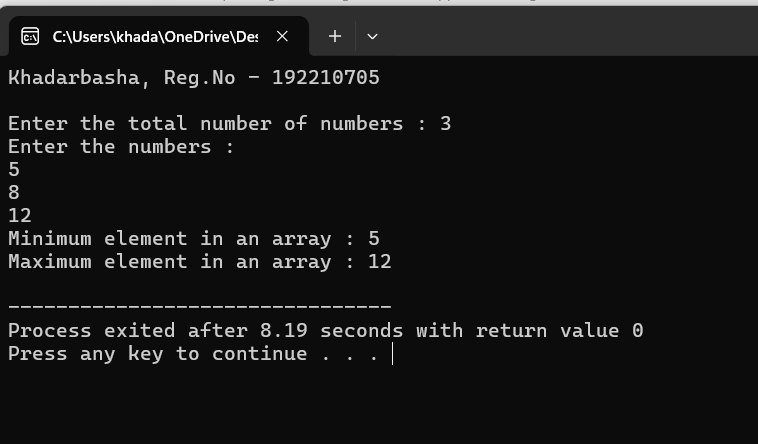 C:\Users\khada\OneDrive\Des
Khadarbasha, Reg.No - 192210705
Enter the total number of numbers : 3
Enter the numbers :
5
8
12
Minimum element in an array : 5
Maximum element in an array : 12
--------------------------------
Process exited after 8.19 seconds with return value 0
Press any key to continue . . .